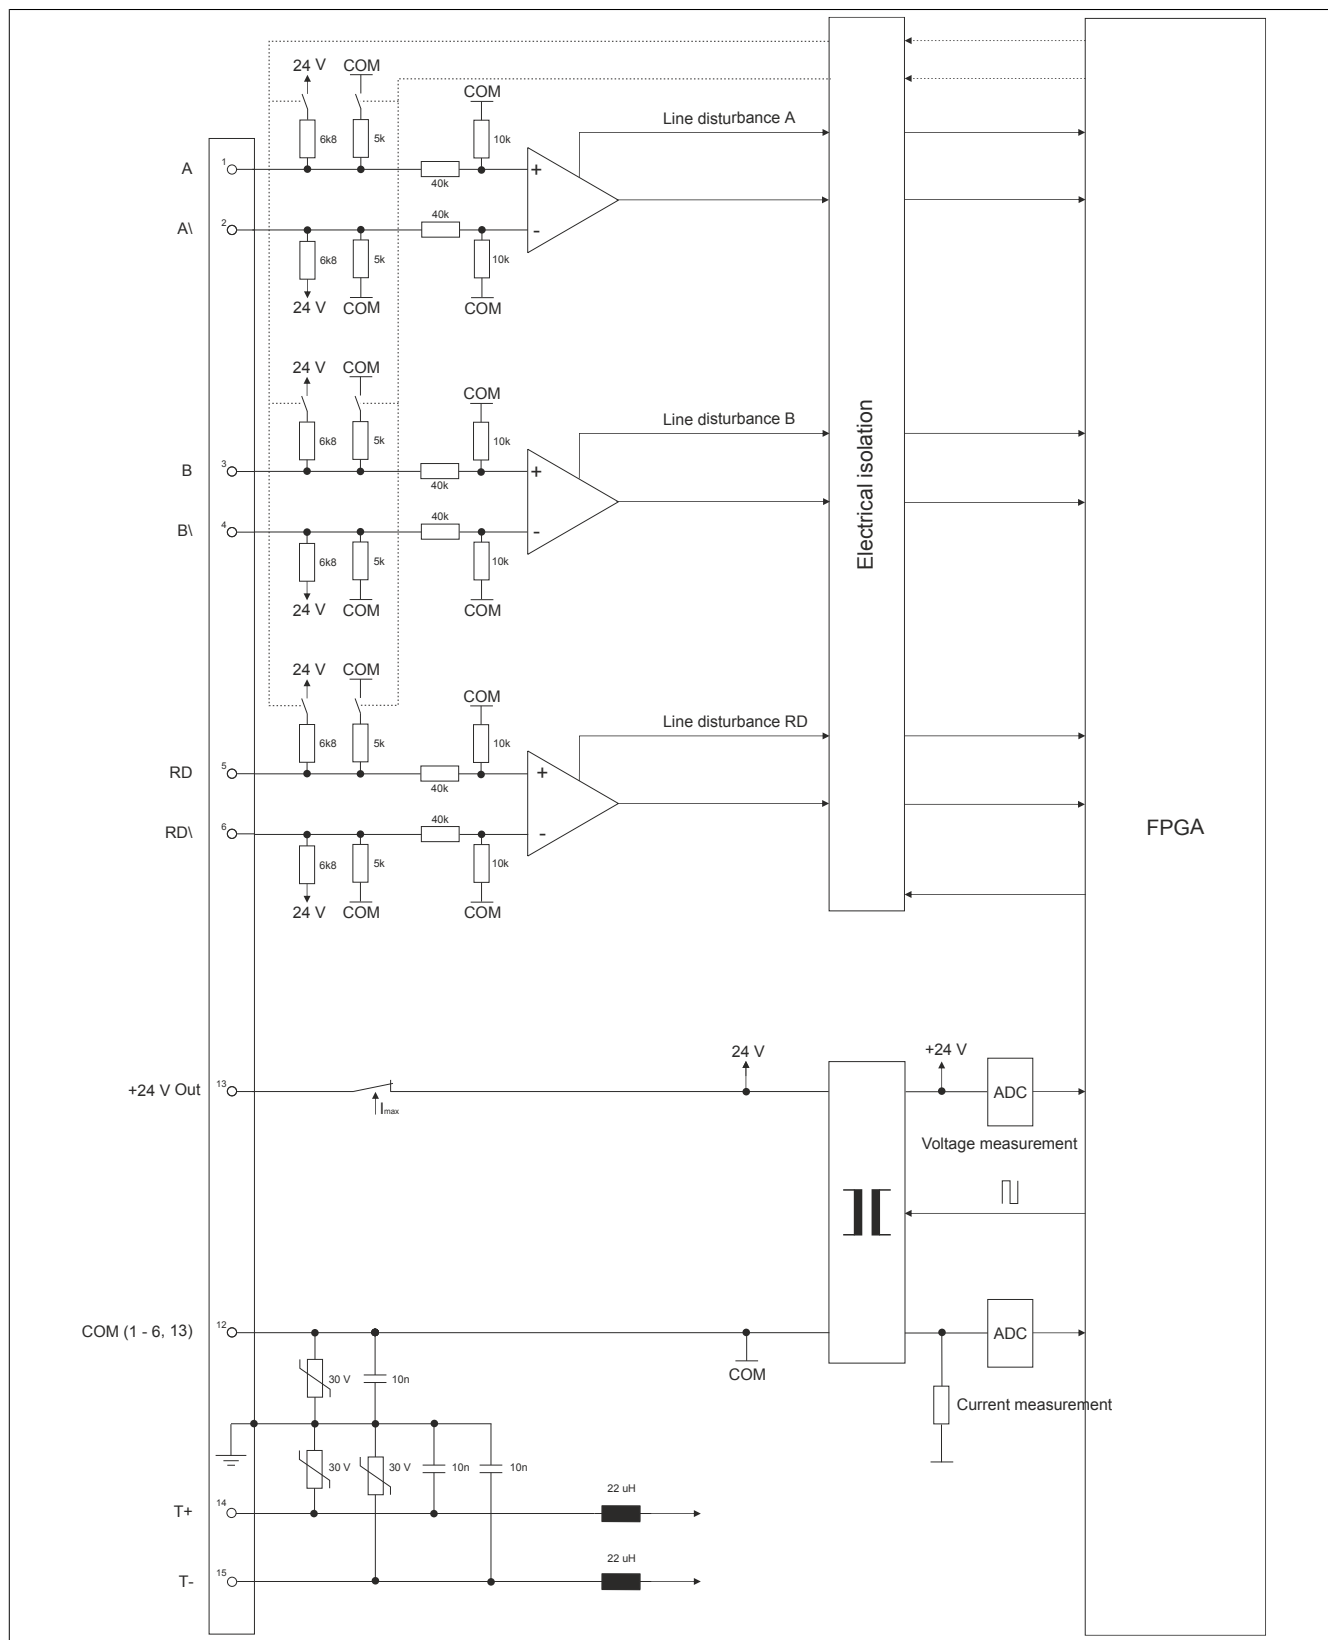 24 V COM COM
6k8 5k 10k
Line disturbance A
A 1 40k +
A\ 2 40k -
6k8 5k 10k
24 V COM COM
24 V COM COM
6k8 5k 10k
Line disturbance B
B 3 40k +
B\ 4 40k -
6k8 5k 10k
24 V COM COM
Electrical isolation
24 V COM COM
6k8 5k 10k
Line disturbance RD
RD 5 40k +
RD\ 6 40k -
6k8 5k 10k
24 V COM COM
FPGA
24 V +24 V
+24 V Out 13 ADC
Imax
Voltage measurement
COM (1 - 6, 13) 12 ADC
COM
30 V 10n
Current measurement
30 V 30 V 10n 10n
22 uH
T+ 14
22 uH
T- 15